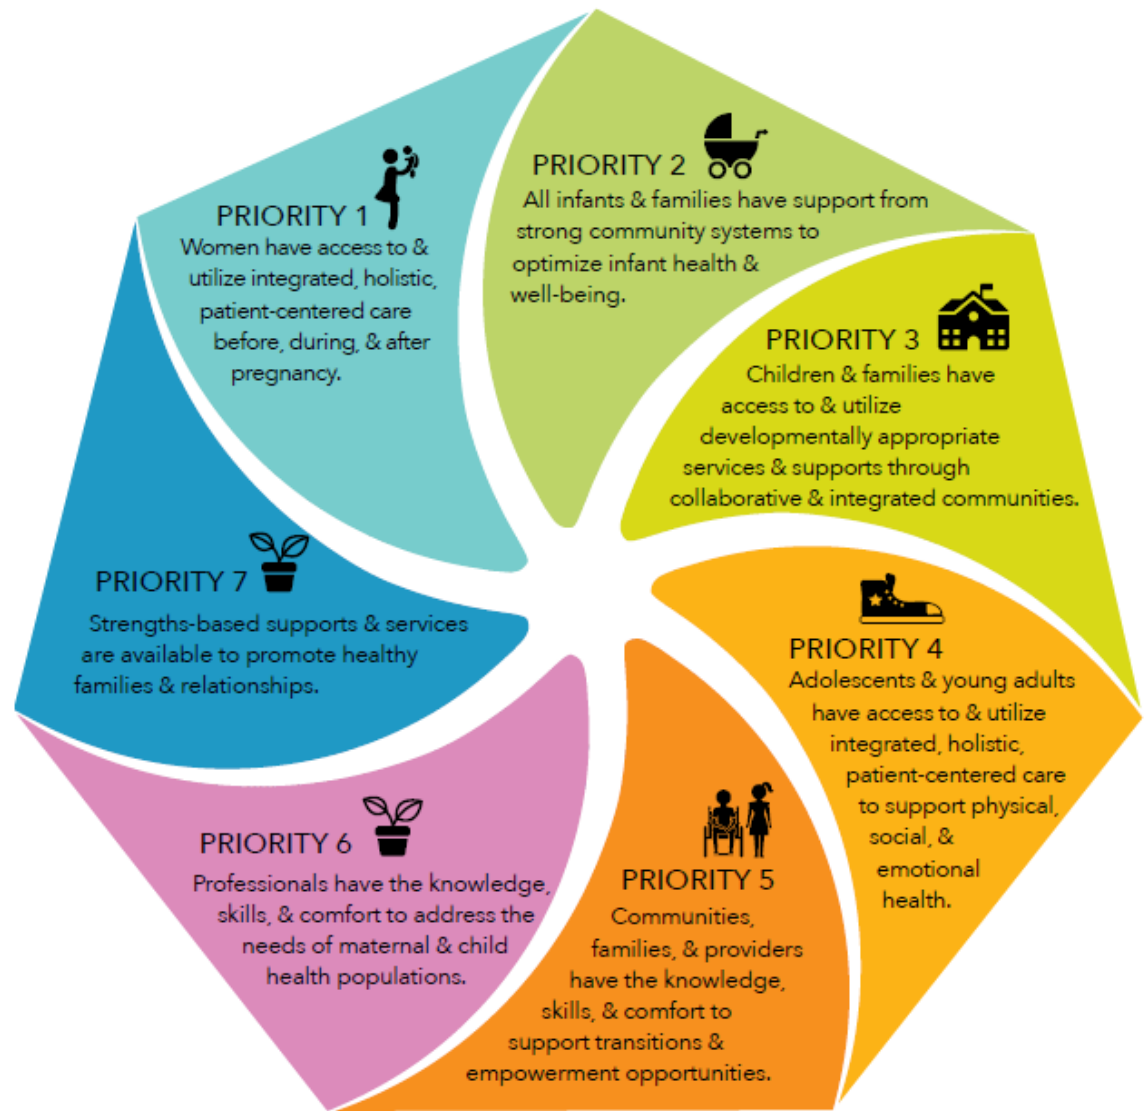 PRIORITY 1
Women have access to &
utilize integrated, holistic,
patient-centered care
before, during, & after
pregnancy.
PRIORITY 2
All infants & families have support from
strong community systems to
optimize infant health &
well-being.
PRIORITY 3
Children & families have
access to & utilize
developmentally appropriate
services & supports through
collaborative & integrated communities.
PRIORITY 4
Adolescents & young adults
have access to & utilize
integrated, holistic,
patient-centered care
to support physical,
social, &
emotional
health.
PRIORITY 5
Communities,
families, & providers
have the knowledge,
skills, & comfort to
support transitions &
empowerment opportunities.
PRIORITY 6
Professionals have the knowledge,
skills, & comfort to address the
needs of maternal & child
health populations.
PRIORITY 7
Strengths-based supports & services
are available to promote healthy
families & relationships.